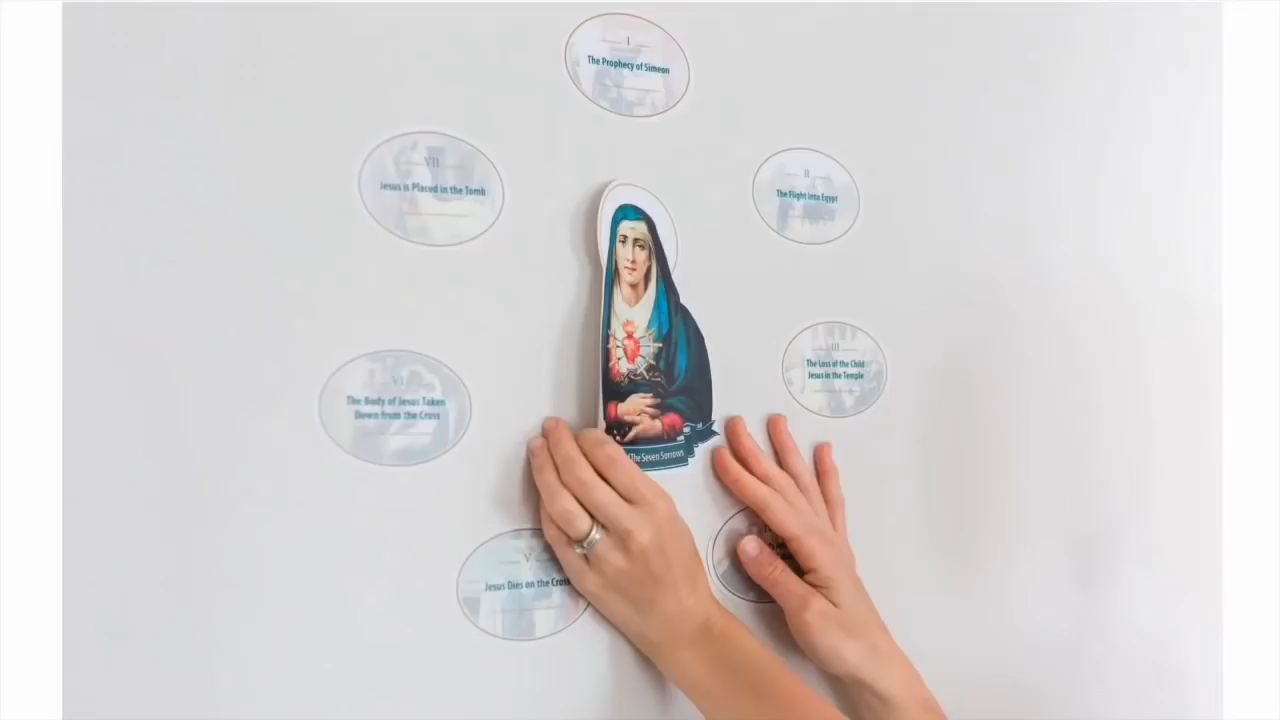 I
The Prophecy of Simeon
II
The Flight Into Egypt
III
The Loss of the Child
Jesus in the Temple
V
Jesus Dies on the Cross
VI
The Body of Jesus Taken
Down from the Cross
VII
Jesus is Placed in the Tomb
The Seven Sorrows